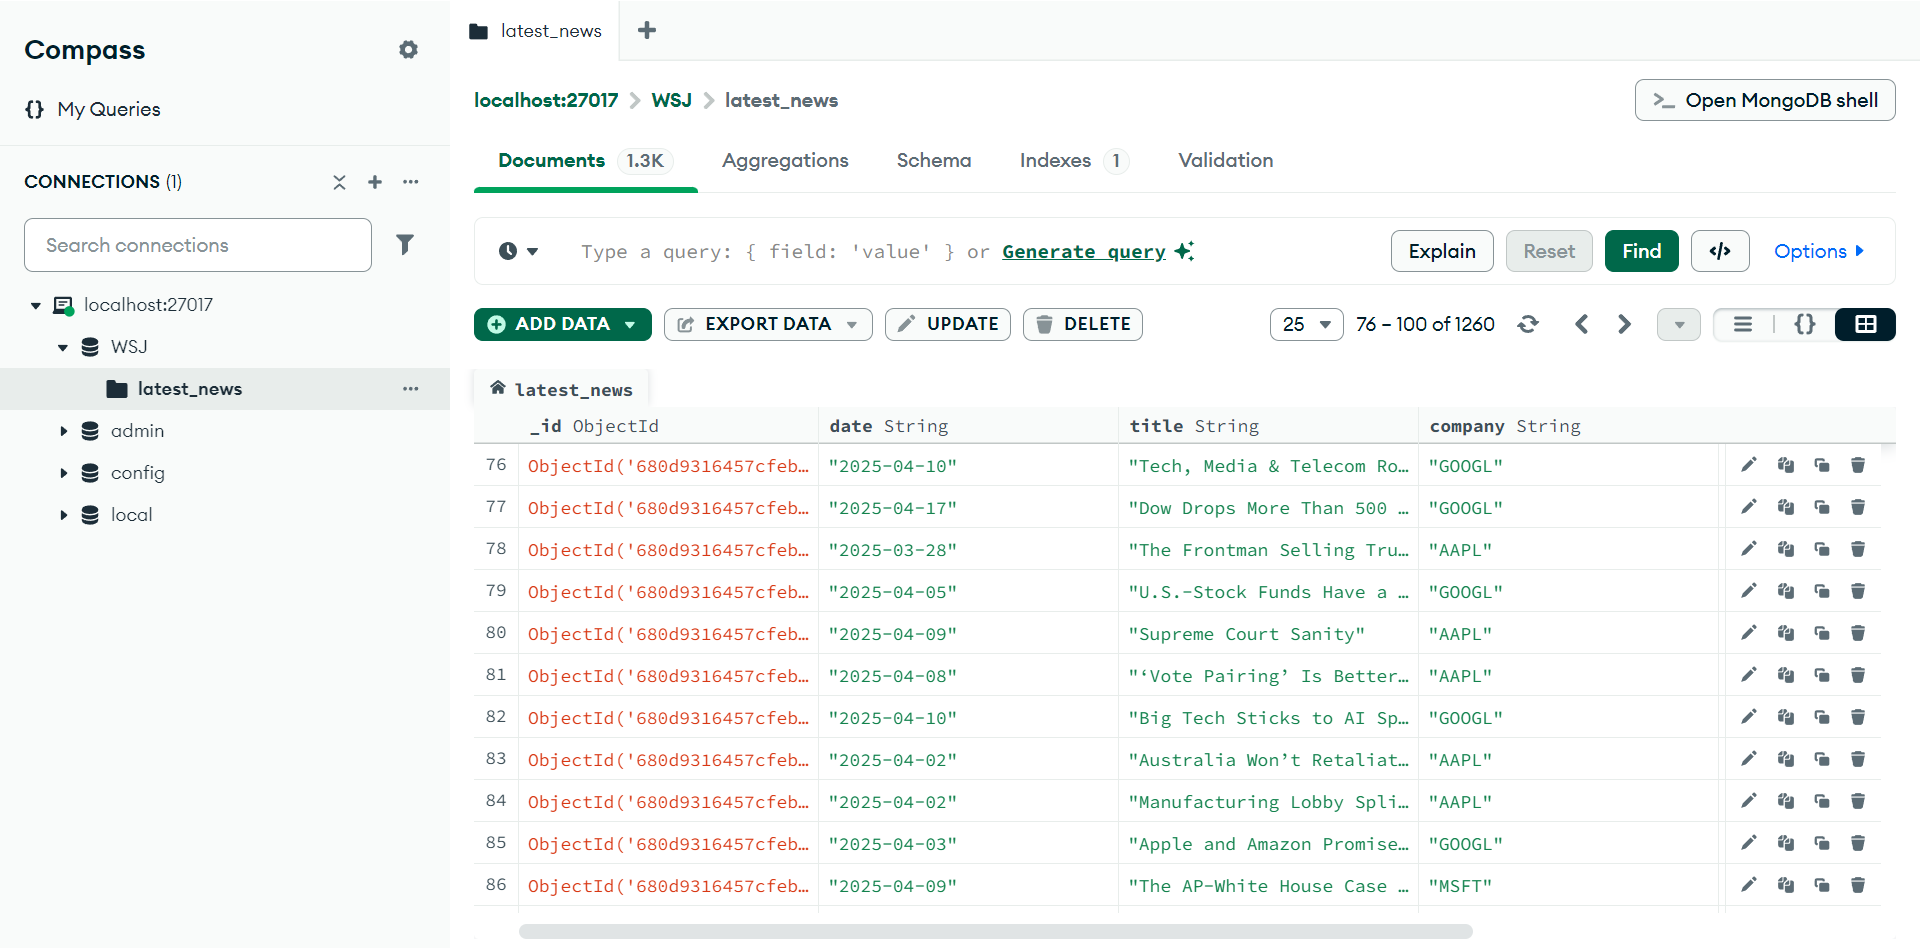 Compass
My Queries
CONNECTIONS (1)
Search connections
localhost:27017
WSJ
latest_news
admin
config
local
latest_news
localhost:27017 > WSJ > latest_news
Open MongoDB shell
Documents 1.3K Aggregations Schema Indexes 1 Validation
Type a query: { field: 'value' } or Generate query
Explain Reset Find </> Options
ADD DATA EXPORT DATA UPDATE DELETE 25 76 – 100 of 1260
latest_news
_id ObjectId date String title String company String
76 ObjectId('680d9316457cfeb… "2025-04-10" "Tech, Media & Telecom Ro… "GOOGL"
77 ObjectId('680d9316457cfeb… "2025-04-17" "Dow Drops More Than 500 … "GOOGL"
78 ObjectId('680d9316457cfeb… "2025-03-28" "The Frontman Selling Tru… "AAPL"
79 ObjectId('680d9316457cfeb… "2025-04-05" "U.S.-Stock Funds Have a … "GOOGL"
80 ObjectId('680d9316457cfeb… "2025-04-09" "Supreme Court Sanity" "AAPL"
81 ObjectId('680d9316457cfeb… "2025-04-08" "‘Vote Pairing’ Is Better… "AAPL"
82 ObjectId('680d9316457cfeb… "2025-04-10" "Big Tech Sticks to AI Sp… "GOOGL"
83 ObjectId('680d9316457cfeb… "2025-04-02" "Australia Won’t Retaliat… "AAPL"
84 ObjectId('680d9316457cfeb… "2025-04-02" "Manufacturing Lobby Spli… "AAPL"
85 ObjectId('680d9316457cfeb… "2025-04-03" "Apple and Amazon Promise… "GOOGL"
86 ObjectId('680d9316457cfeb… "2025-04-09" "The AP-White House Case … "MSFT"